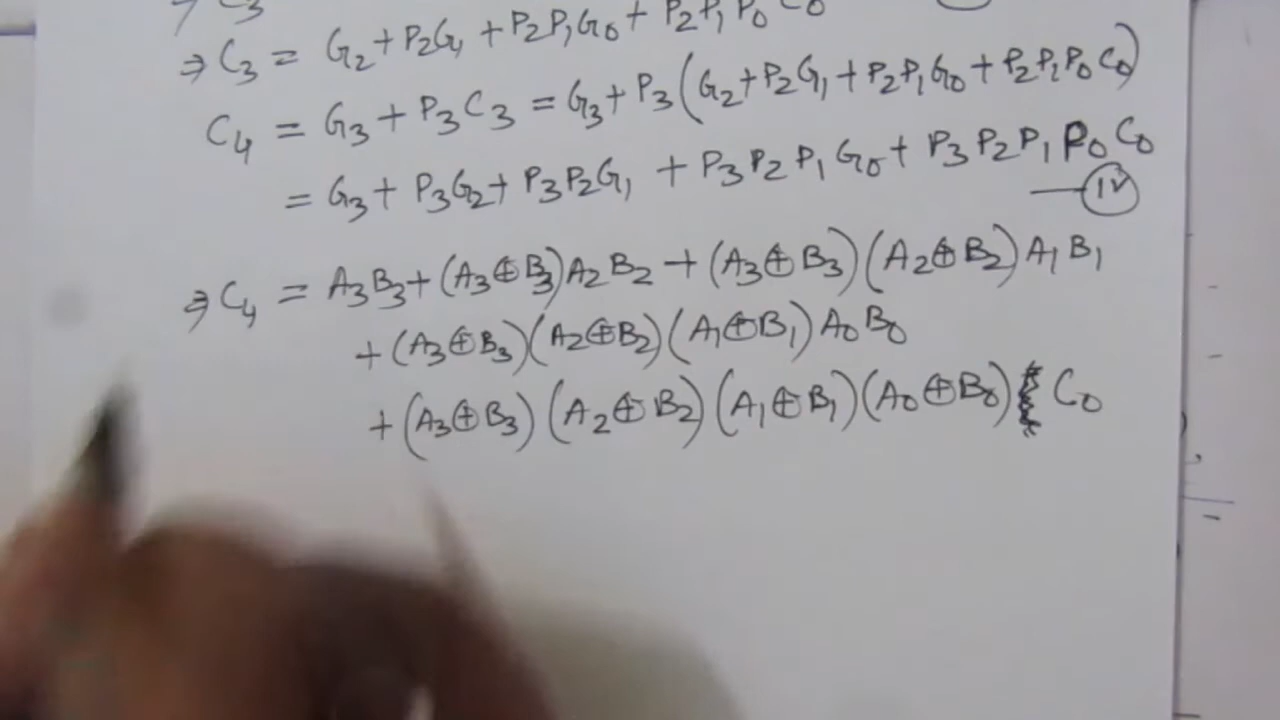 ⇒ C₃
⇒ C₃ = G₂ + P₂G₁ + P₂P₁G₀ + P₂P₁P₀C₀
C₄ = G₃ + P₃C₃ = G₃ + P₃(G₂ + P₂G₁ + P₂P₁G₀ + P₂P₁P₀C₀)
= G₃ + P₃G₂ + P₃P₂G₁ + P₃P₂P₁G₀ + P₃P₂P₁P₀C₀
— IV
⇒ C₄ = A₃B₃ + (A₃⊕B₃)A₂B₂ + (A₃⊕B₃)(A₂⊕B₂)A₁B₁
+ (A₃⊕B₃)(A₂⊕B₂)(A₁⊕B₁)A₀B₀
+ (A₃⊕B₃)(A₂⊕B₂)(A₁⊕B₁)(A₀⊕B₀) C₀